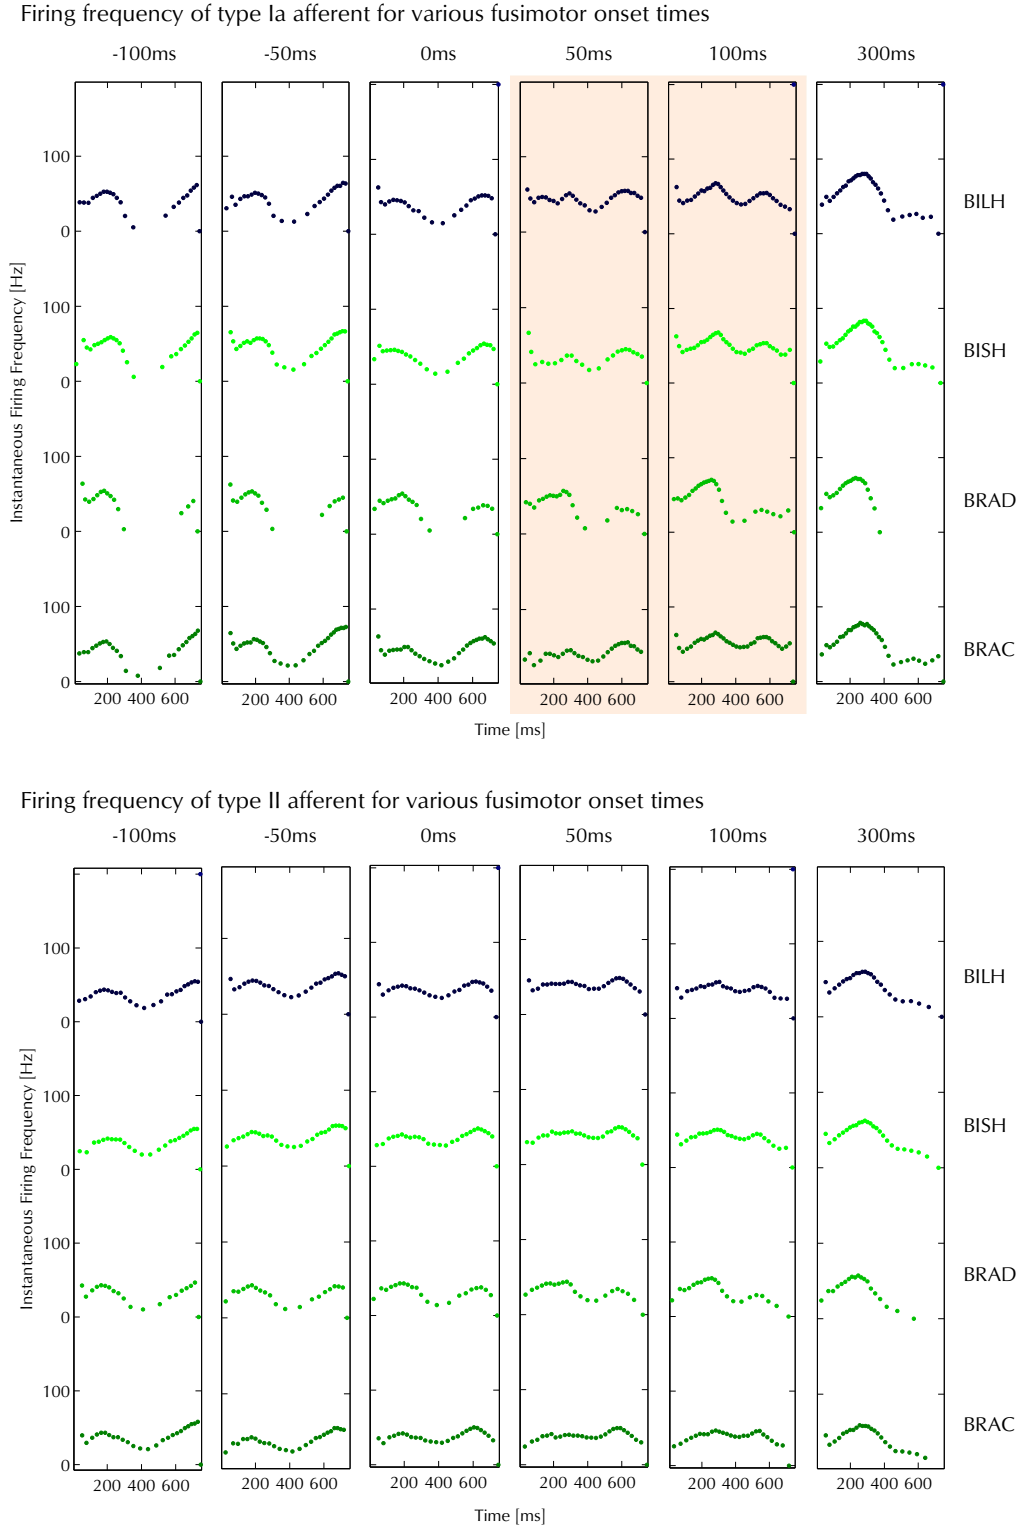 Firing frequency of type Ia afferent for various fusimotor onset times
-100ms -50ms 0ms 50ms 100ms 300ms
100
BILH
0
100
BISH
0
100
BRAD
0
100
BRAC
0
Instantaneous Firing Frequency [Hz]
200 400 600 200 400 600 200 400 600 200 400 600 200 400 600
Time [ms]
Firing frequency of type II afferent for various fusimotor onset times
-100ms -50ms 0ms 50ms 100ms 300ms
100
BILH
0
100
BISH
0
100
BRAD
0
100
BRAC
0
Instantaneous Firing Frequency [Hz]
200 400 600 200 400 600 200 400 600 200 400 600 200 400 600 200 400 600
Time [ms]